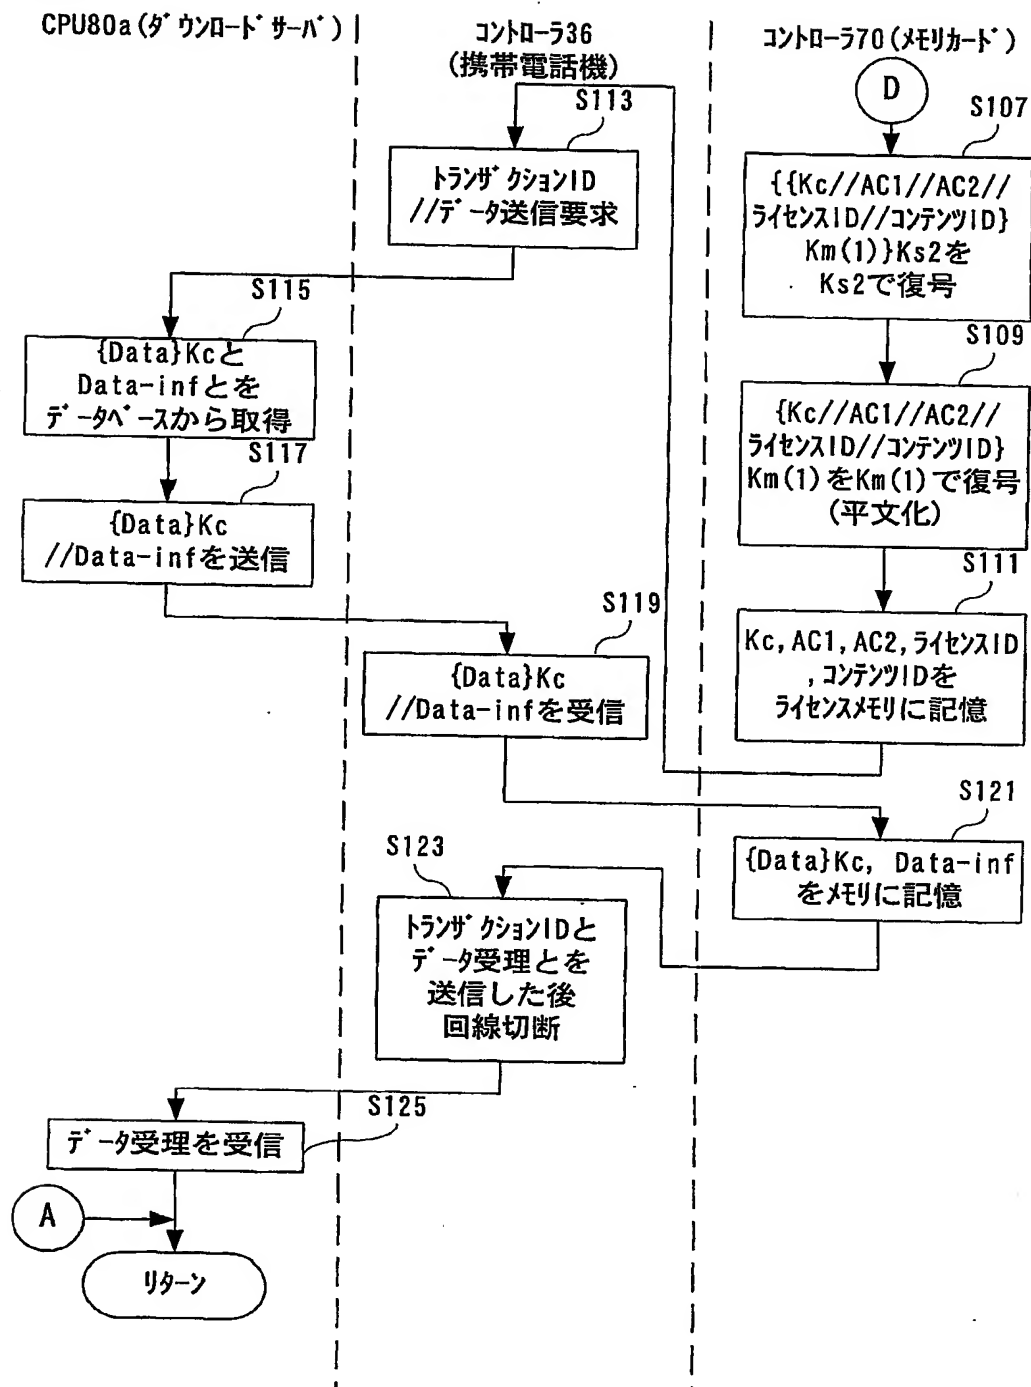 CPU80a(ダウンロードサーバ)
コントローラ36
(携帯電話機)
コントローラ70(メモリカード)
D
S107
{{Kc//AC1//AC2//
ライセンスID//コンテンツID}
Km(1)}Ks2を
Ks2で復号
S109
{Kc//AC1//AC2//
ライセンスID//コンテンツID}
Km(1)をKm(1)で復号
(平文化)
S111
Kc,AC1,AC2,ライセンスID
,コンテンツIDを
ライセンスメモリに記憶
S113
トランザクションID
//データ送信要求
S115
{Data}Kcと
Data-infとを
データベースから取得
S117
{Data}Kc
//Data-infを送信
S119
{Data}Kc
//Data-infを受信
S121
{Data}Kc, Data-inf
をメモリに記憶
S123
トランザクションIDと
データ受理とを
送信した後
回線切断
S125
データ受理を受信
A
リターン